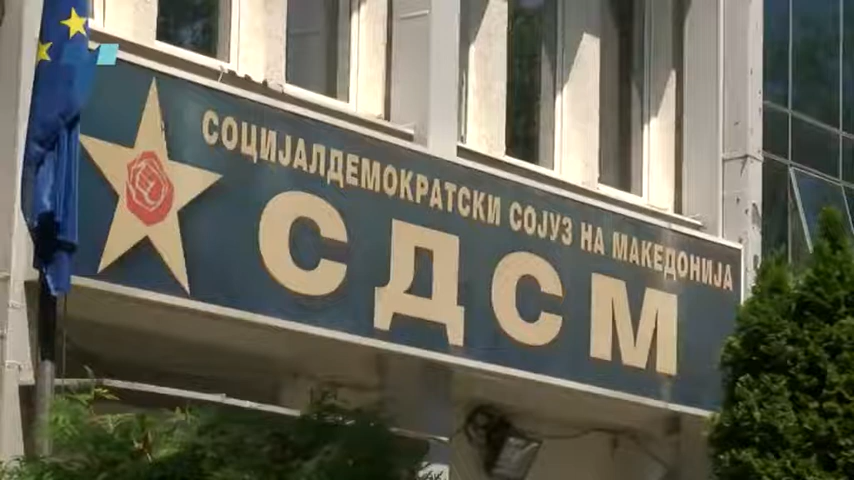 СОЦИЈАЛДЕМОКРАТСКИ СОЈУЗ НА МАКЕДОНИЈА
СДСМ